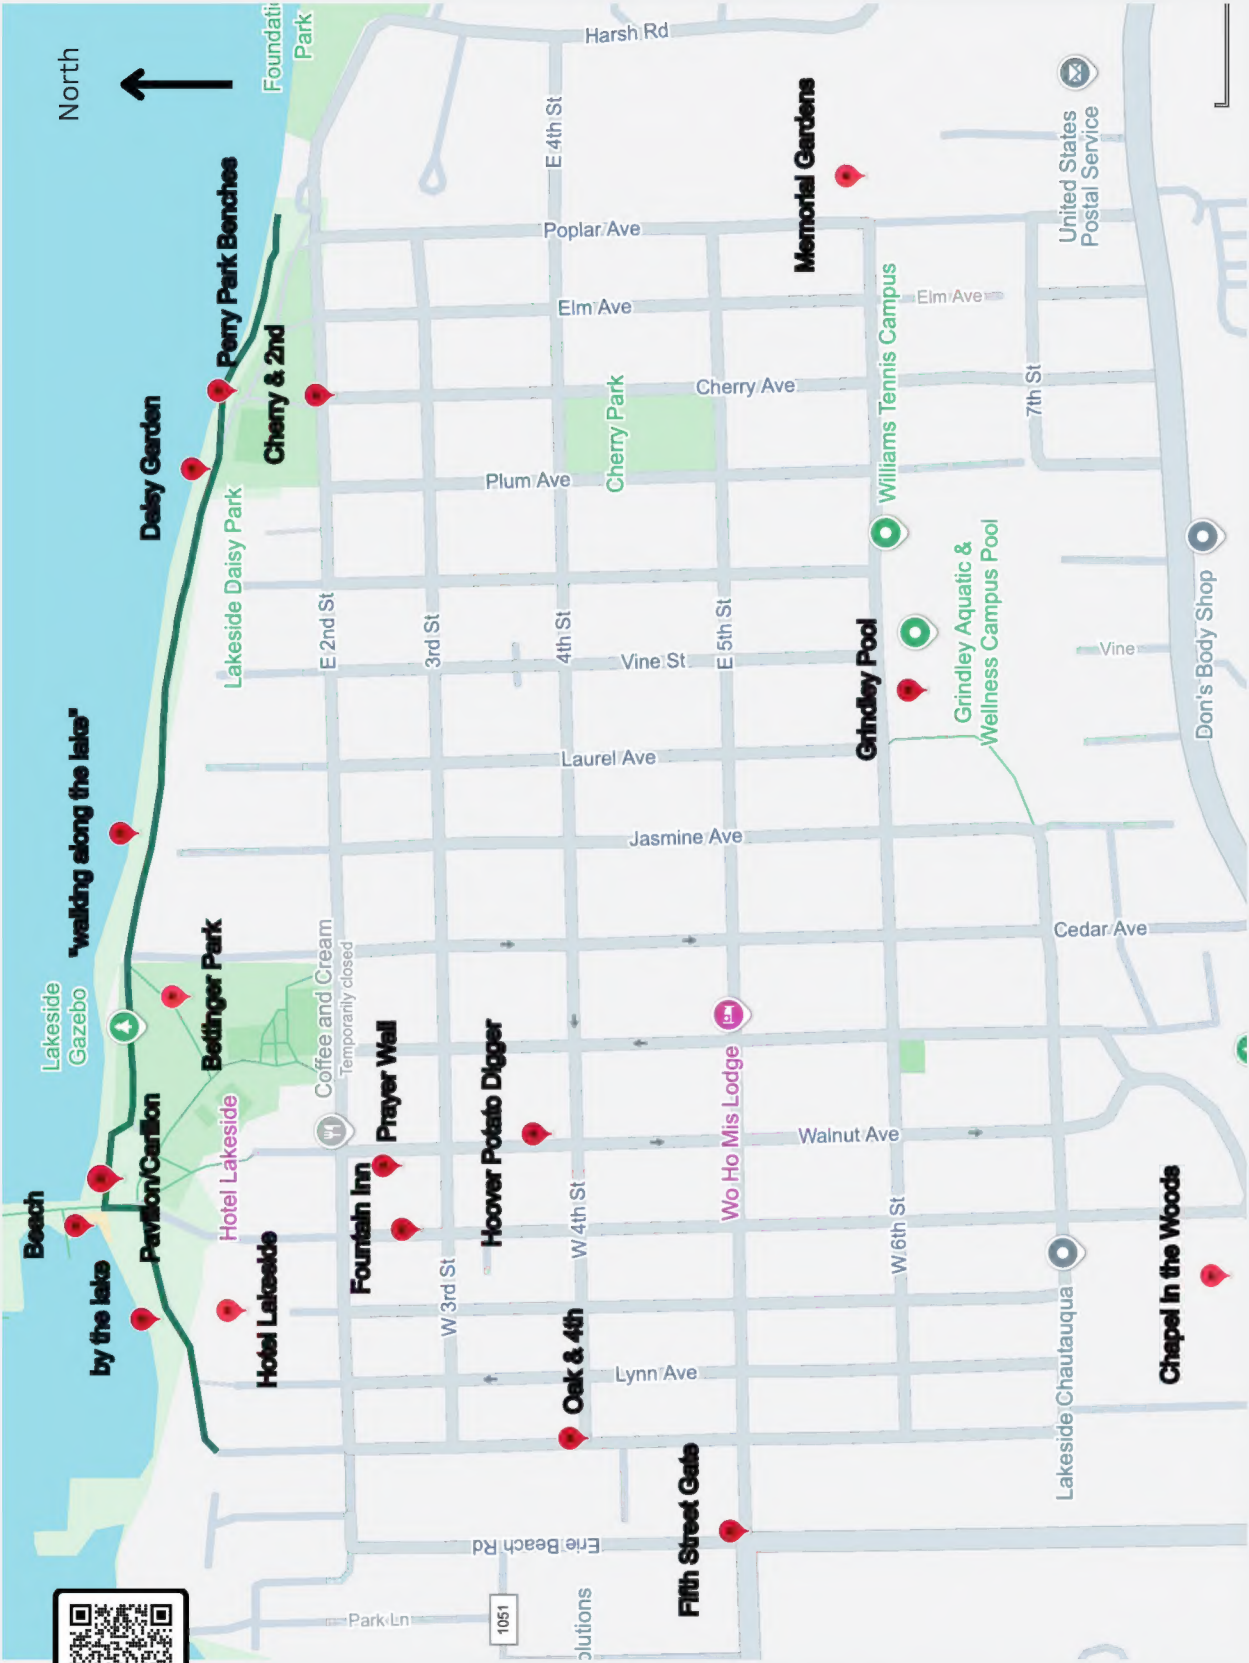 North
Foundati
Park
Harsh Rd
E 4th St
Memorial Gardens
United States
Postal Service
Perry Park Benches
Poplar Ave
Elm Ave
Elm Ave
Cherry & 2nd
Cherry Ave
Cherry Park
Williams Tennis Campus
7th St
Daisy Garden
Plum Ave
Lakeside Daisy Park
E 2nd St
3rd St
4th St
Vine St
E 5th St
Grindley Pool
Grindley Aquatic &
Wellness Campus Pool
Vine
Don's Body Shop
"walking along the lake"
Laurel Ave
Jasmine Ave
Cedar Ave
Lakeside
Gazebo
Bettinger Park
Coffee and Cream
Temporarily closed
Prayer Wall
Hoover Potato Digger
Wo Ho Mis Lodge
Walnut Ave
Beach
Pavilion/Carillon
Hotel Lakeside
Fountain Inn
W 3rd St
W 4th St
W 6th St
Chapel in the Woods
by the lake
Hotel Lakeside
Oak & 4th
Lynn Ave
Lakeside Chautauqua
Fifth Street Gate
Erie Beach Rd
Park Ln
1051
olutions